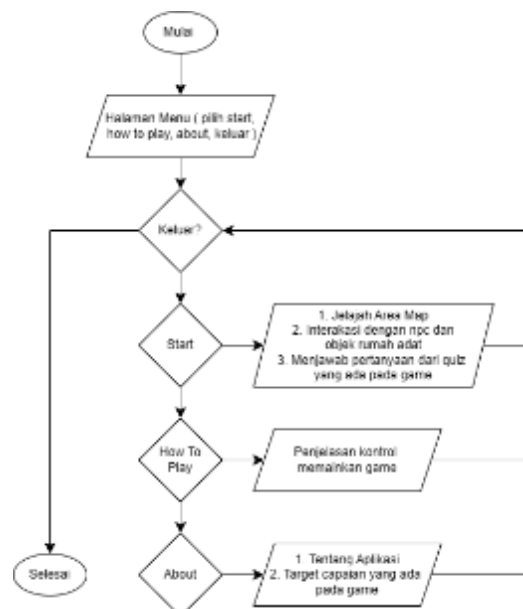 Mulai
Halaman Menu ( pilih start,
how to play, about, keluar )
Keluar?
Start
1. Jelajah Area Map
2. Interakasi dengan npc dan
objek rumah adat
3. Menjawab pertanyaan dari quiz
yang ada pada game
How To
Play
Penjelasan kontrol
memainkan game
About
1. Tentang Aplikasi
2. Target capaian yang ada
pada game
Selesai